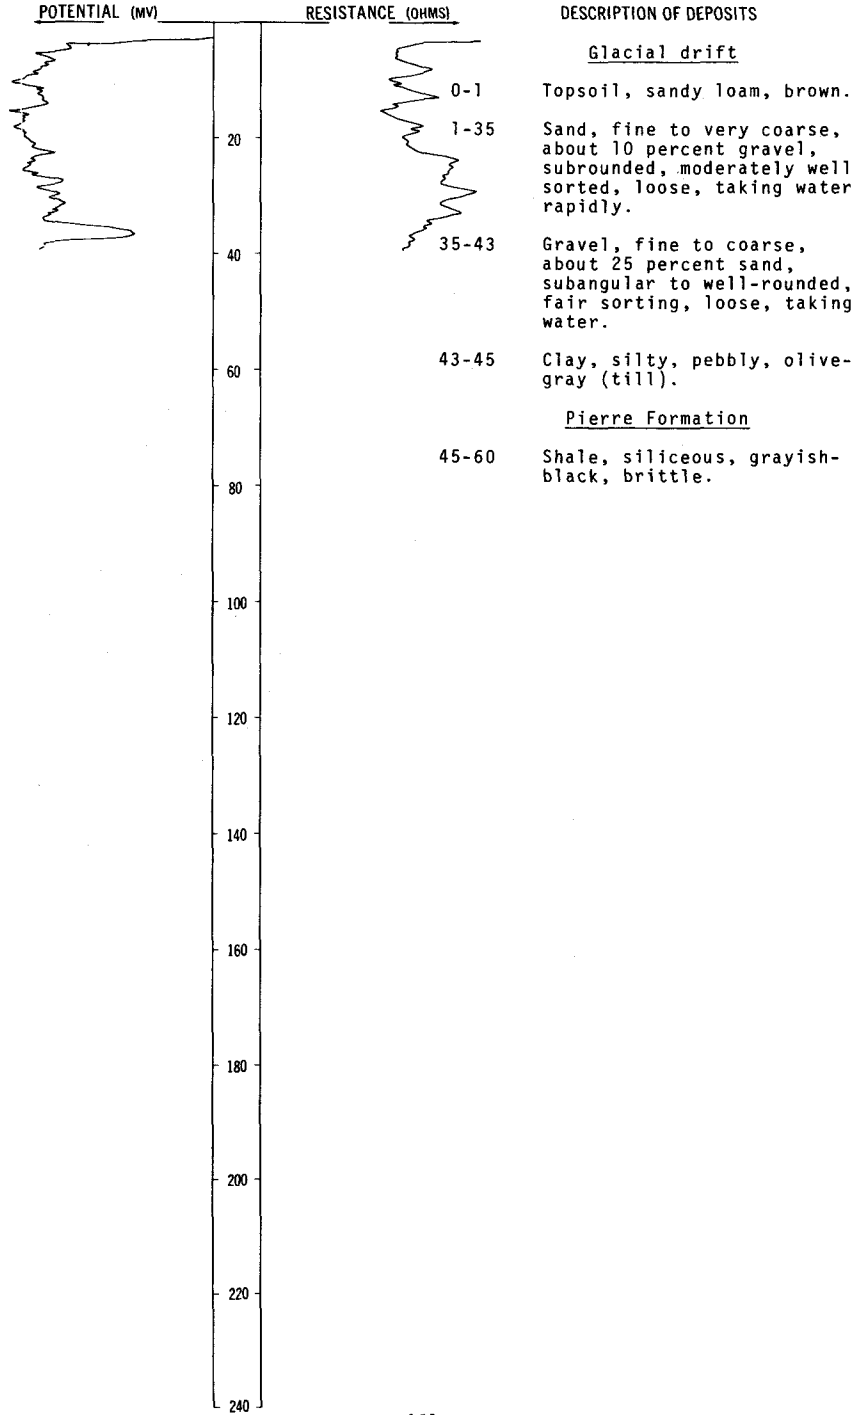 POTENTIAL (MV) RESISTANCE (OHMS) DESCRIPTION OF DEPOSITS
Glacial drift
0-1 Topsoil, sandy loam, brown.
1-35 Sand, fine to very coarse,
about 10 percent gravel,
subrounded, moderately well
sorted, loose, taking water
rapidly.
35-43 Gravel, fine to coarse,
about 25 percent sand,
subangular to well-rounded,
fair sorting, loose, taking
water.
43-45 Clay, silty, pebbly, olive-
gray (till).
Pierre Formation
45-60 Shale, siliceous, grayish-
black, brittle.
20
40
60
80
100
120
140
160
180
200
220
240